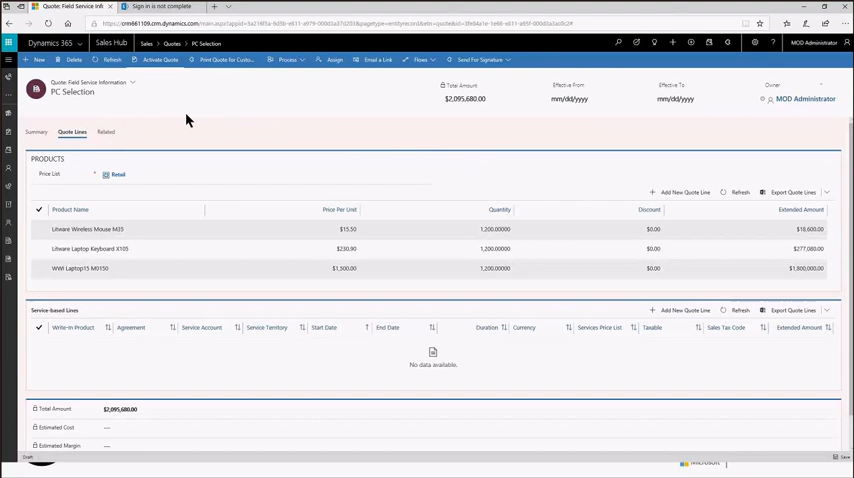 Quote: Field Service Infi
Sign in is not complete
https://crm661109.crm.dynamics.com/main.aspx?appid=
Dynamics 365
Sales Hub
Sales
Quotes
PC Selection
MOD Administrator
New
Delete
Refresh
Activate Quote
Print Quote for Custo...
Process
Assign
Email a Link
Flows
Send For Signature
Quote: Field Service Information
PC Selection
Total Amount
$2,095,680.00
Effective From
mm/dd/yyyy
Effective To
mm/dd/yyyy
Owner
MOD Administrator
Summary
Quote Lines
Related
PRODUCTS
Price List
*
Retail
Add New Quote Line
Refresh
Export Quote Lines
Product Name
Price Per Unit
Quantity
Discount
Extended Amount
Litware Wireless Mouse M35
$15.50
1,200.00000
$0.00
$18,600.00
Litware Laptop Keyboard X105
$230.90
1,200.00000
$0.00
$277,080.00
WWI Laptop15 M0150
$1,500.00
1,200.00000
$0.00
$1,800,000.00
Service-based Lines
Add New Quote Line
Refresh
Export Quote Lines
Write-In Product
Agreement
Service Account
Service Territory
Start Date
End Date
Duration
Currency
Services Price List
Taxable
Sales Tax Code
Extended Amount
No data available.
Total Amount
$2,095,680.00
Estimated Cost
---
Estimated Margin
---
Draft
Save
Microsoft